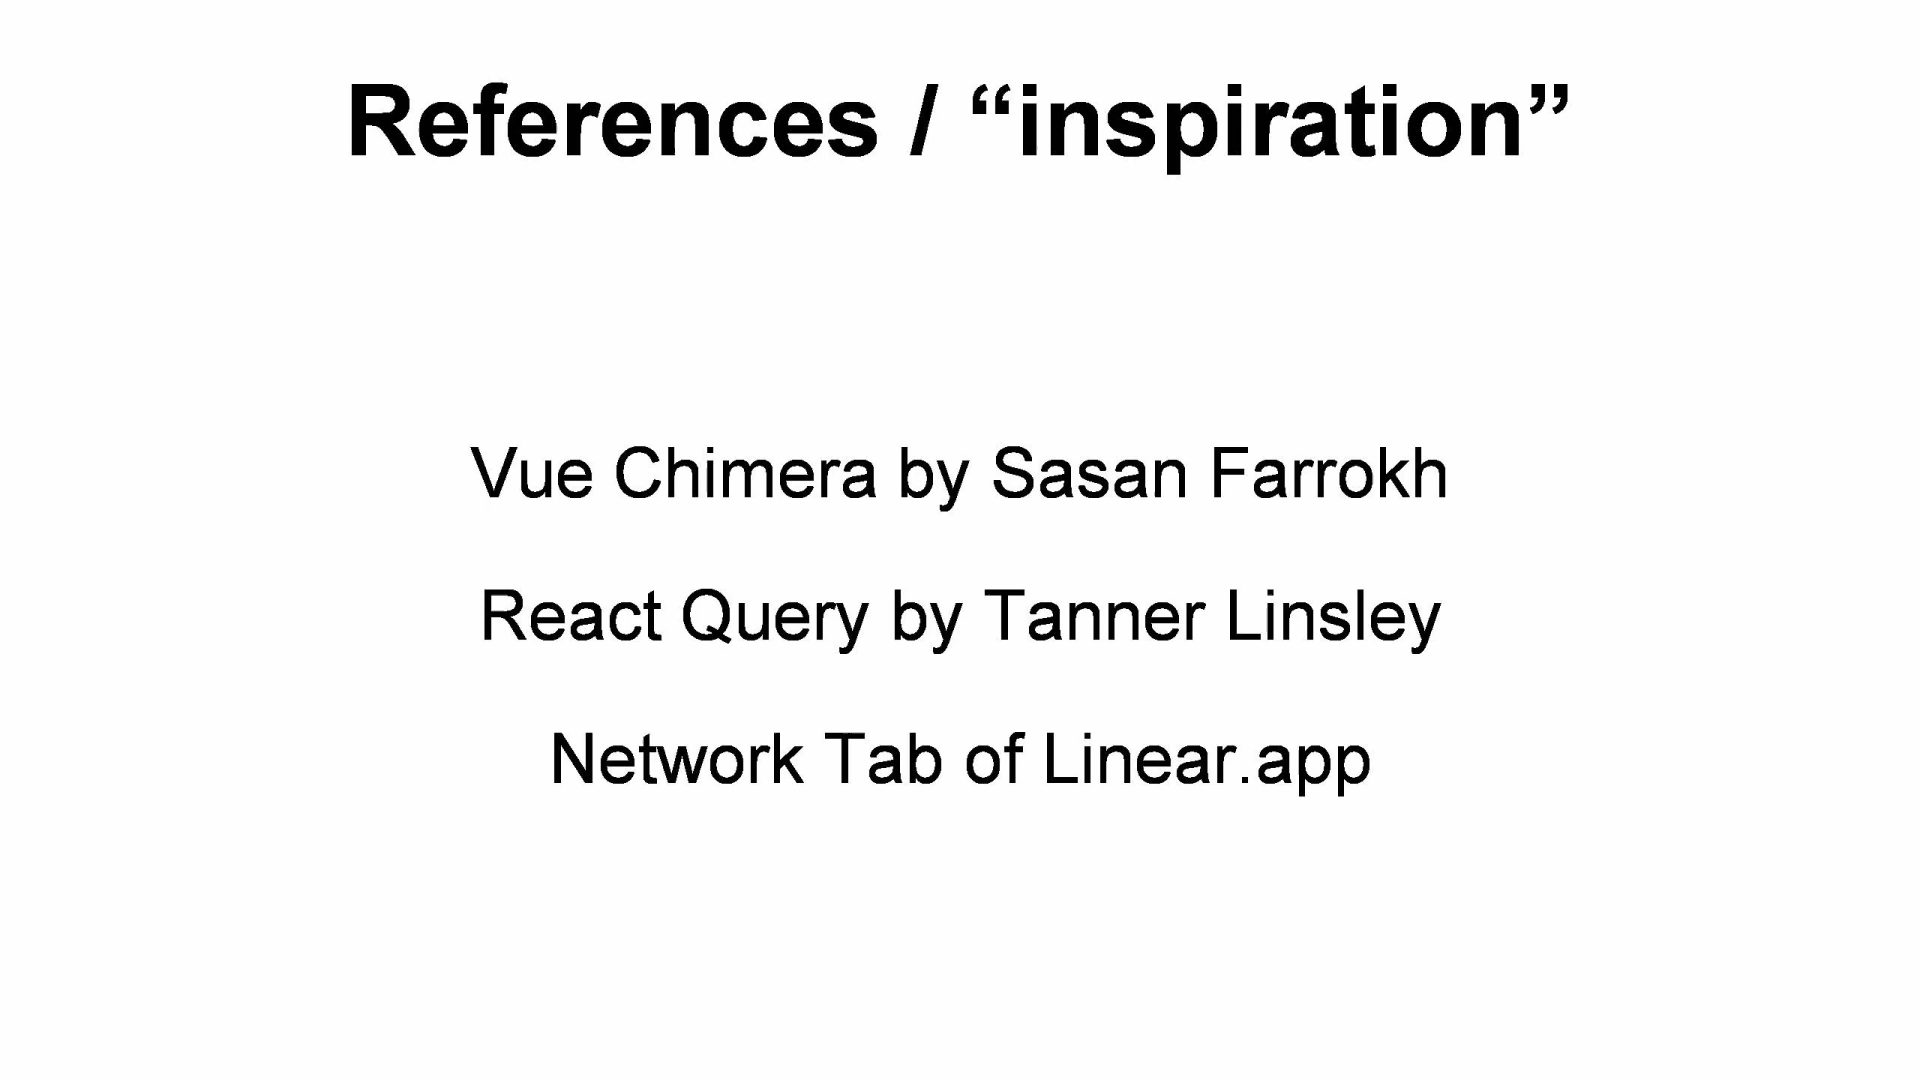 References / “inspiration”
Vue Chimera by Sasan Farrokh
React Query by Tanner Linsley
Network Tab of Linear.app